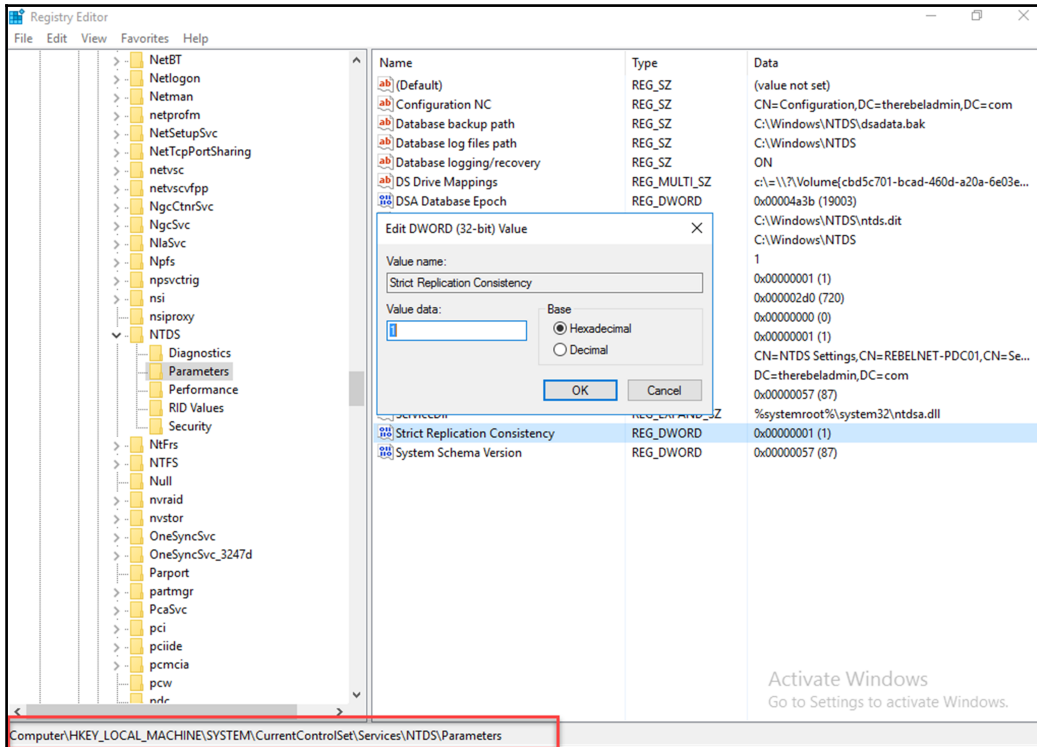 Registry Editor
File Edit View Favorites Help
NetBT
Netlogon
Netman
netprofm
NetSetupSvc
NetTcpPortSharing
netvsc
netvscvfpp
NgcCtnrSvc
NgcSvc
NlaSvc
Npfs
npsvctrig
nsi
nsiproxy
NTDS
Diagnostics
Parameters
Performance
RID Values
Security
NtFrs
NTFS
Null
nvraid
nvstor
OneSyncSvc
OneSyncSvc_3247d
Parport
partmgr
PcaSvc
pci
pciide
pcmcia
pcw
pdc
Name Type Data
(Default) REG_SZ (value not set)
Configuration NC REG_SZ CN=Configuration,DC=therebeladmin,DC=com
Database backup path REG_SZ C:\Windows\NTDS\dsadata.bak
Database log files path REG_SZ C:\Windows\NTDS
Database logging/recovery REG_SZ ON
DS Drive Mappings REG_MULTI_SZ c:\=\\?\Volume{cbd5c701-bcad-460d-a20a-6e03e...
DSA Database Epoch REG_DWORD 0x00004a3b (19003)
C:\Windows\NTDS\ntds.dit
C:\Windows\NTDS
1
0x00000001 (1)
0x000002d0 (720)
0x00000000 (0)
0x00000001 (1)
CN=NTDS Settings,CN=REBELNET-PDC01,CN=Se...
DC=therebeladmin,DC=com
0x00000057 (87)
ServiceDll REG_EXPAND_SZ %systemroot%\system32\ntdsa.dll
Strict Replication Consistency REG_DWORD 0x00000001 (1)
System Schema Version REG_DWORD 0x00000057 (87)
Edit DWORD (32-bit) Value
Value name:
Strict Replication Consistency
Value data:
1
Base
Hexadecimal
Decimal
OK Cancel
Activate Windows
Go to Settings to activate Windows.
Computer\HKEY_LOCAL_MACHINE\SYSTEM\CurrentControlSet\Services\NTDS\Parameters